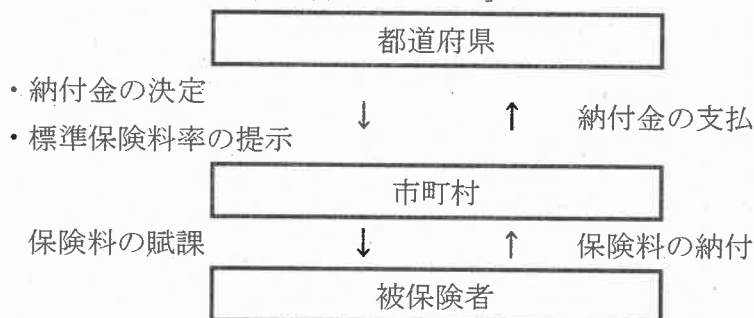 都道府県
・納付金の決定
・標準保険料率の提示
↓ ↑ 納付金の支払
市町村
保険料の賦課 ↓ ↑ 保険料の納付
被保険者